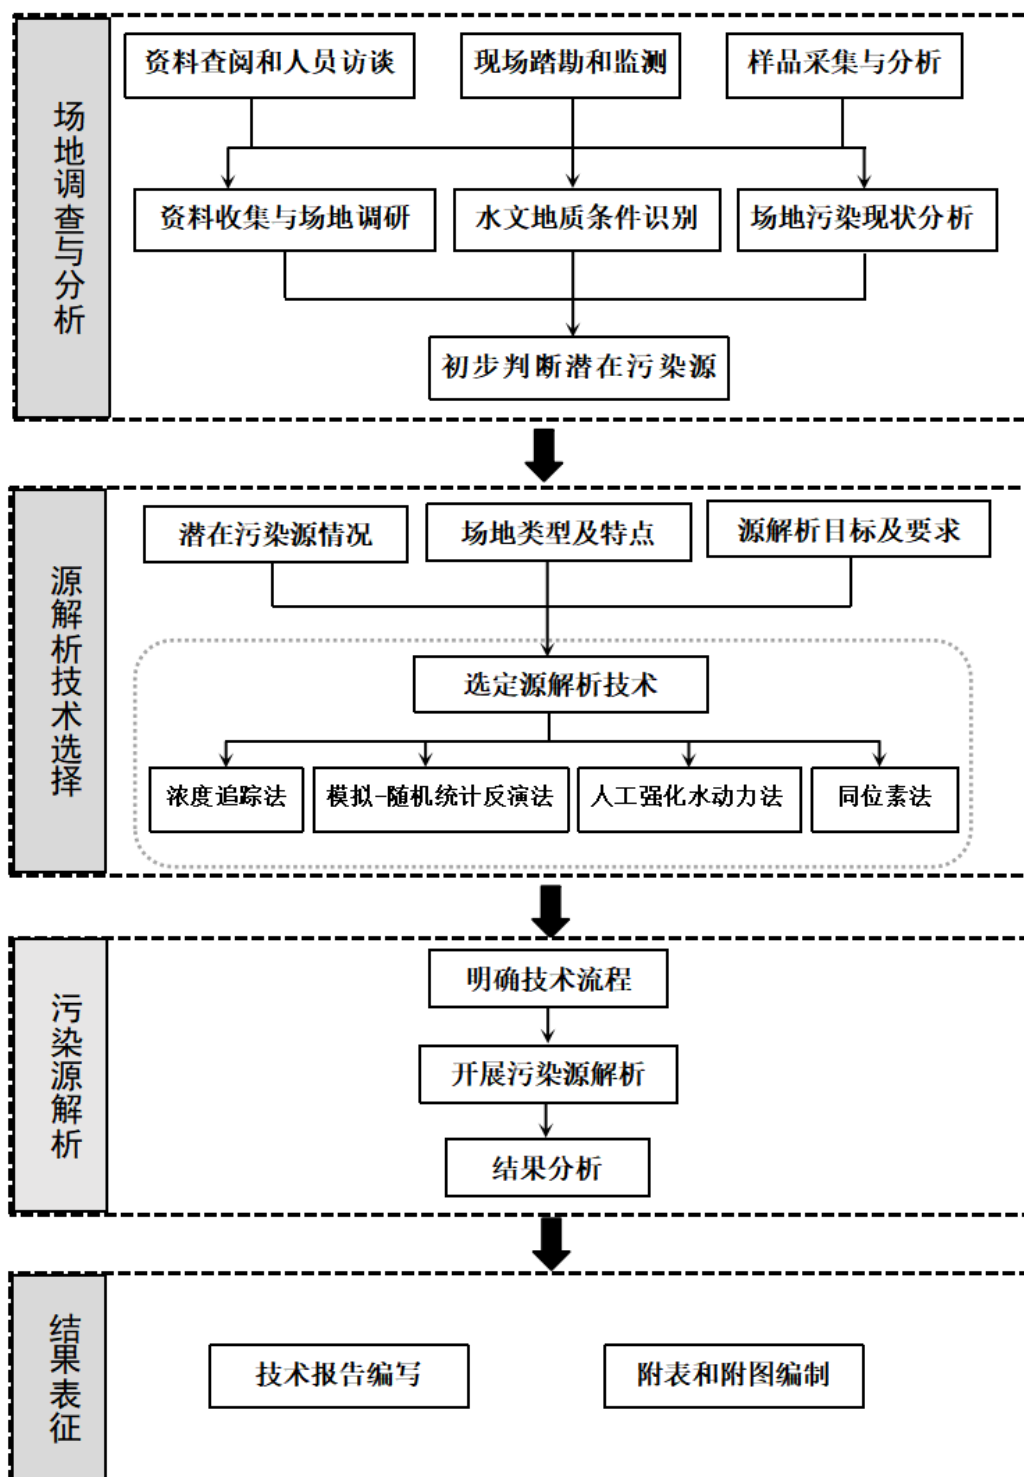 场地调查与分析
资料查阅和人员访谈
现场踏勘和监测
样品采集与分析
资料收集与场地调研
水文地质条件识别
场地污染现状分析
初步判断潜在污染源
源解析技术选择
潜在污染源情况
场地类型及特点
源解析目标及要求
选定源解析技术
浓度追踪法
模拟-随机统计反演法
人工强化水动力法
同位素法
污染源解析
明确技术流程
开展污染源解析
结果分析
结果表征
技术报告编写
附表和附图编制